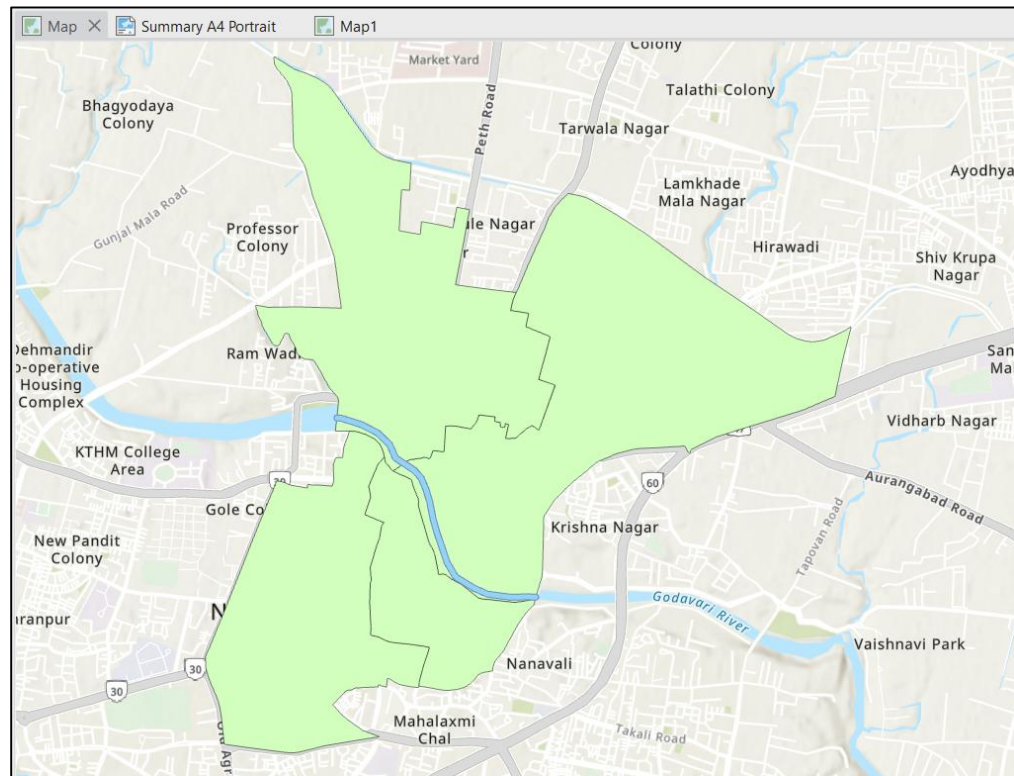 Map
Summary A4 Portrait
Map1
Colony
Market Yard
Bhagyodaya
Colony
Talathi Colony
Peth Road
Tarwala Nagar
Ayodhya
Lamkhade
Mala Nagar
Gunjal Mala Road
Professor
Colony
ale Nagar
r
Hirawadi
Shiv Krupa
Nagar
Dehmandir
o-operative
Housing
Complex
Ram Wadi
San
Ma
Vidharb Nagar
KTHM College
Area
60
Aurangabad Road
Gole Co
Krishna Nagar
New Pandit
Colony
Tapovan Road
N
aranpur
Godavari River
Vaishnavi Park
30
30
Nanavali
Mahalaxmi
Chal
Takali Road